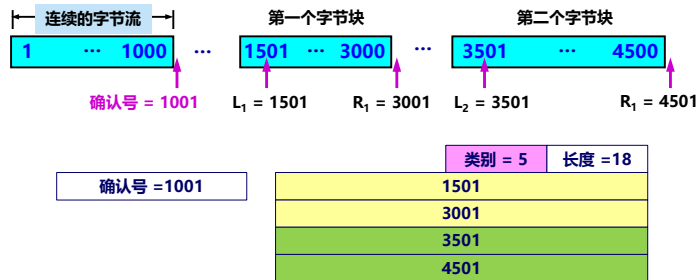 连续的字节流 第一个字节块 第二个字节块
1 … 1000 … 1501 … 3000 … 3501 … 4500
确认号 = 1001 L₁ = 1501 R₁ = 3001 L₂ = 3501 R₁ = 4501
类别 = 5 长度 =18
确认号 =1001 1501
3001
3501
4501